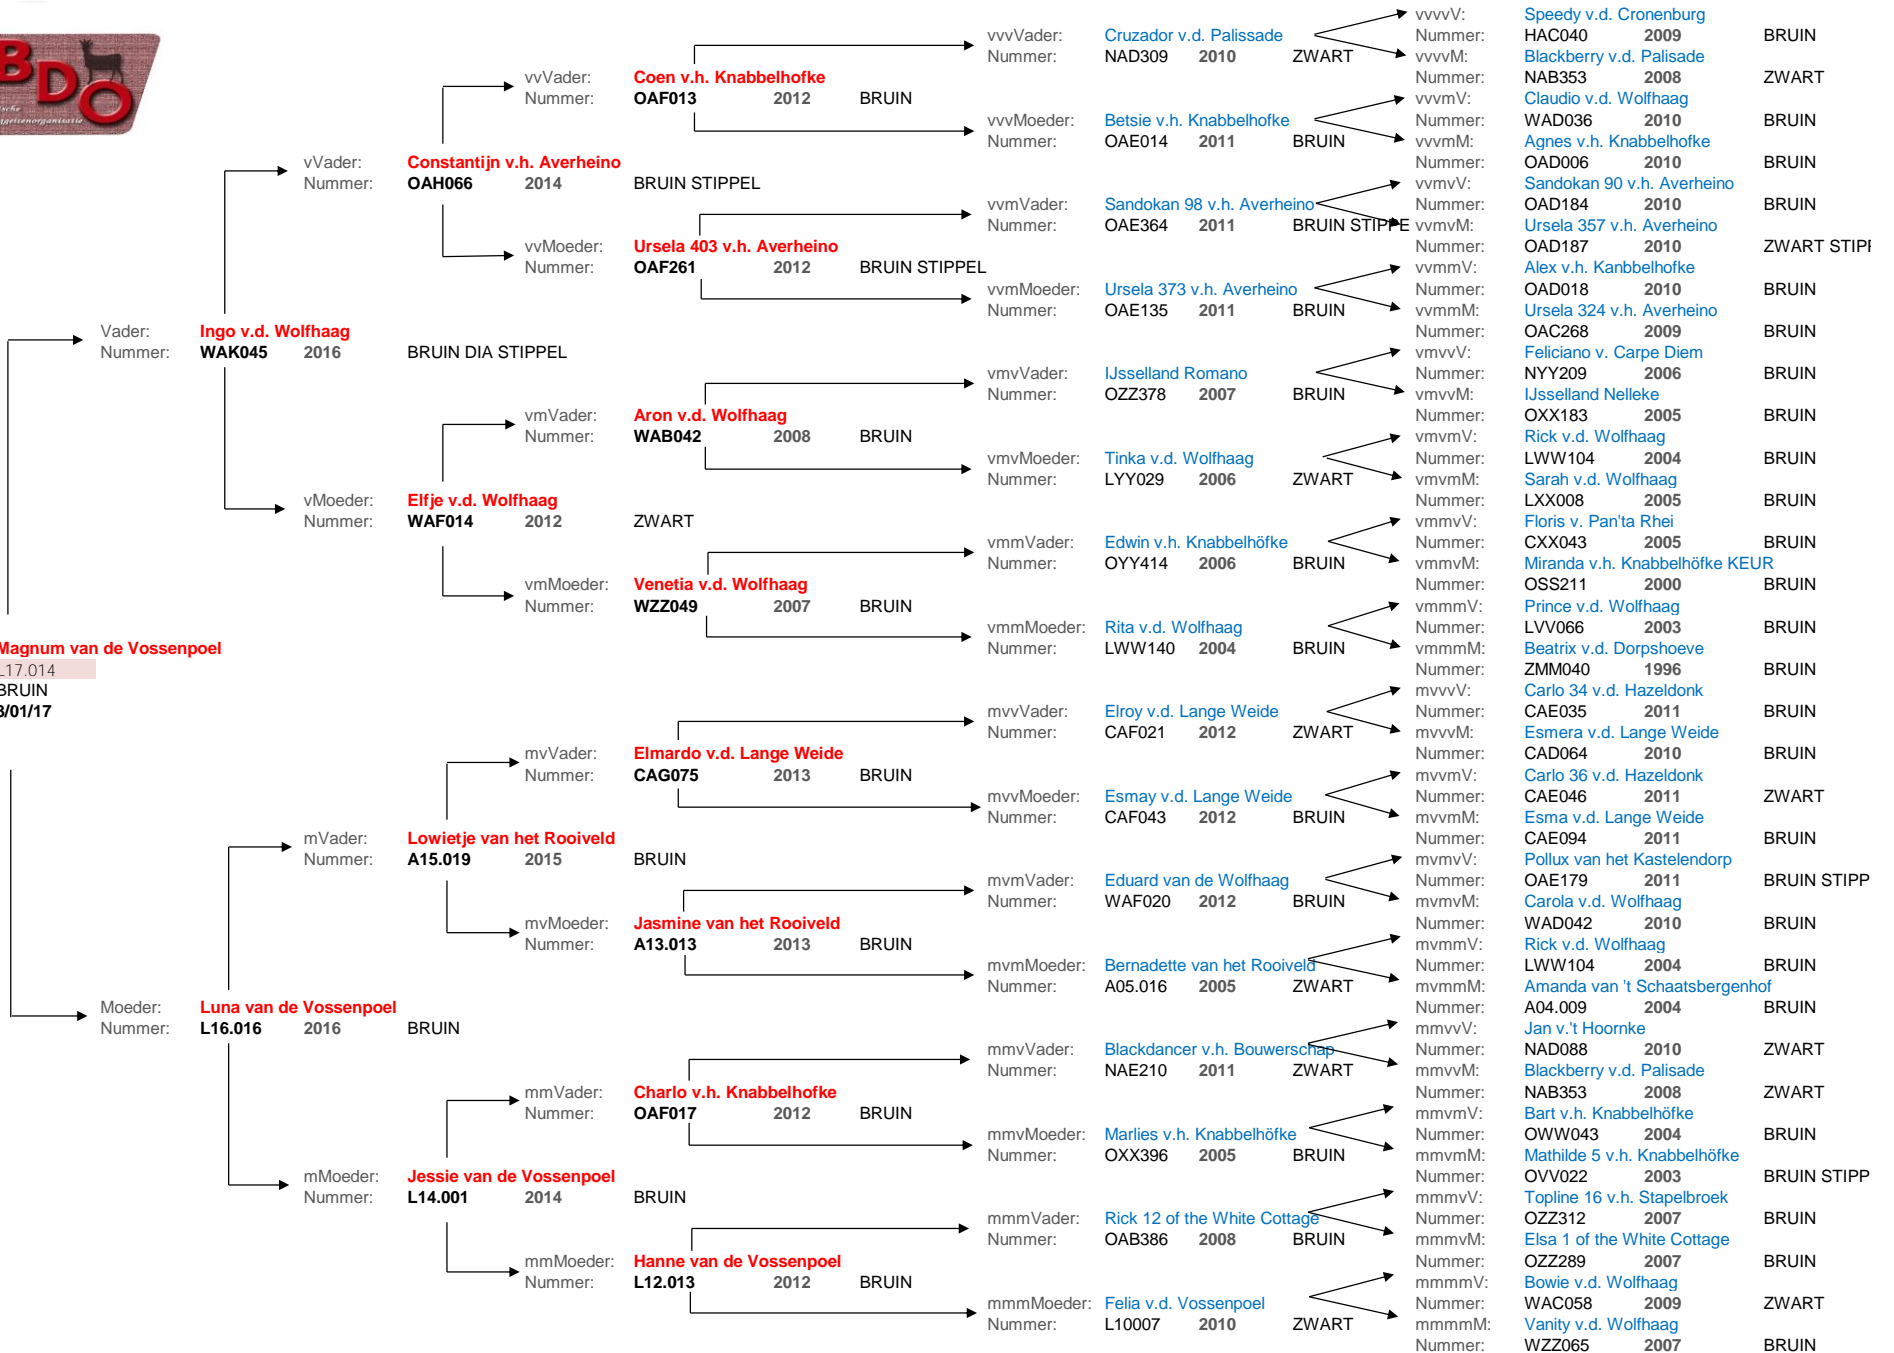 BDO
vvvvV: Speedy v.d. Cronenburg
vvvVader: Cruzador v.d. Palissade Nummer: HAC040 2009 BRUIN
Nummer: NAD309 2010 ZWART vvvvM: Blackberry v.d. Palisade
vvVader: Coen v.h. Knabbelhofke Nummer: NAB353 2008 ZWART
Nummer: OAF013 2012 BRUIN vvvmV: Claudio v.d. Wolfhaag
vvvMoeder: Betsie v.h. Knabbelhofke Nummer: WAD036 2010 BRUIN
Nummer: OAE014 2011 BRUIN vvvmM: Agnes v.h. Knabbelhofke
vVader: Constantijn v.h. Averheino Nummer: OAD006 2010 BRUIN
Nummer: OAH066 2014 BRUIN STIPPEL vvmvV: Sandokan 90 v.h. Averheino
vvmVader: Sandokan 98 v.h. Averheino Nummer: OAD184 2010 BRUIN
Nummer: OAE364 2011 BRUIN STIPPE vvmvM: Ursela 357 v.h. Averheino
vvMoeder: Ursela 403 v.h. Averheino Nummer: OAD187 2010 ZWART STIP
Nummer: OAF261 2012 BRUIN STIPPEL vvmmV: Alex v.h. Kanbbelhofke
vvmMoeder: Ursela 373 v.h. Averheino Nummer: OAD018 2010 BRUIN
Nummer: OAE135 2011 BRUIN vvmmM: Ursela 324 v.h. Averheino
Vader: Ingo v.d. Wolfhaag Nummer: OAC268 2009 BRUIN
Nummer: WAK045 2016 BRUIN DIA STIPPEL vmvvV: Feliciano v. Carpe Diem
vmvVader: IJsselland Romano Nummer: NYY209 2006 BRUIN
Nummer: OZZ378 2007 BRUIN vmvvM: IJsselland Nelleke
vmVader: Aron v.d. Wolfhaag Nummer: OXX183 2005 BRUIN
Nummer: WAB042 2008 BRUIN vmvmV: Rick v.d. Wolfhaag
vmvMoeder: Tinka v.d. Wolfhaag Nummer: LWW104 2004 BRUIN
Nummer: LYY029 2006 ZWART vmvmM: Sarah v.d. Wolfhaag
vMoeder: Elfje v.d. Wolfhaag Nummer: LXX008 2005 BRUIN
Nummer: WAF014 2012 ZWART vmmvV: Floris v. Pan'ta Rhei
vmmVader: Edwin v.h. Knabbelhöfke Nummer: CXX043 2005 BRUIN
Nummer: OYY414 2006 BRUIN vmmvM: Miranda v.h. Knabbelhöfke KEUR
vmMoeder: Venetia v.d. Wolfhaag Nummer: OSS211 2000 BRUIN
Nummer: WZZ049 2007 BRUIN vmmmV: Prince v.d. Wolfhaag
vmmMoeder: Rita v.d. Wolfhaag Nummer: LVV066 2003 BRUIN
Nummer: LWW140 2004 BRUIN vmmmM: Beatrix v.d. Dorpshoeve
Magnum van de Vossenpoel
L17.014 Nummer: ZMM040 1996 BRUIN
BRUIN mvvvV: Carlo 34 v.d. Hazeldonk
3/01/17 mvvVader: Elroy v.d. Lange Weide Nummer: CAE035 2011 BRUIN
Nummer: CAF021 2012 ZWART mvvvM: Esmera v.d. Lange Weide
mvVader: Elmardo v.d. Lange Weide Nummer: CAD064 2010 BRUIN
Nummer: CAG075 2013 BRUIN mvvmV: Carlo 36 v.d. Hazeldonk
mvvMoeder: Esmay v.d. Lange Weide Nummer: CAE046 2011 ZWART
Nummer: CAF043 2012 BRUIN mvvmM: Esma v.d. Lange Weide
mVader: Lowietje van het Rooiveld Nummer: CAE094 2011 BRUIN
Nummer: A15.019 2015 BRUIN mvmvV: Pollux van het Kastelendorp
mvmVader: Eduard van de Wolfhaag Nummer: OAE179 2011 BRUIN STIPP
Nummer: WAF020 2012 BRUIN mvmvM: Carola v.d. Wolfhaag
mvMoeder: Jasmine van het Rooiveld Nummer: WAD042 2010 BRUIN
Nummer: A13.013 2013 BRUIN mvmmV: Rick v.d. Wolfhaag
mvmMoeder: Bernadette van het Rooiveld Nummer: LWW104 2004 BRUIN
Nummer: A05.016 2005 ZWART mvmmM: Amanda van 't Schaatsbergenhof
Moeder: Luna van de Vossenpoel Nummer: A04.009 2004 BRUIN
Nummer: L16.016 2016 BRUIN mmvvV: Jan v.'t Hoornke
mmvVader: Blackdancer v.h. Bouwerschap Nummer: NAD088 2010 ZWART
Nummer: NAE210 2011 ZWART mmvvM: Blackberry v.d. Palisade
mmVader: Charlo v.h. Knabbelhofke Nummer: NAB353 2008 ZWART
Nummer: OAF017 2012 BRUIN mmvmV: Bart v.h. Knabbelhöfke
mmvMoeder: Marlies v.h. Knabbelhöfke Nummer: OWW043 2004 BRUIN
Nummer: OXX396 2005 BRUIN mmvmM: Mathilde 5 v.h. Knabbelhöfke
mMoeder: Jessie van de Vossenpoel Nummer: OVV022 2003 BRUIN STIPP
Nummer: L14.001 2014 BRUIN mmmvV: Topline 16 v.h. Stapelbroek
mmmVader: Rick 12 of the White Cottage Nummer: OZZ312 2007 BRUIN
Nummer: OAB386 2008 BRUIN mmmvM: Elsa 1 of the White Cottage
mmMoeder: Hanne van de Vossenpoel Nummer: OZZ289 2007 BRUIN
Nummer: L12.013 2012 BRUIN mmmmV: Bowie v.d. Wolfhaag
mmmMoeder: Felia v.d. Vossenpoel Nummer: WAC058 2009 ZWART
Nummer: L10007 2010 ZWART mmmmM: Vanity v.d. Wolfhaag
Nummer: WZZ065 2007 BRUIN